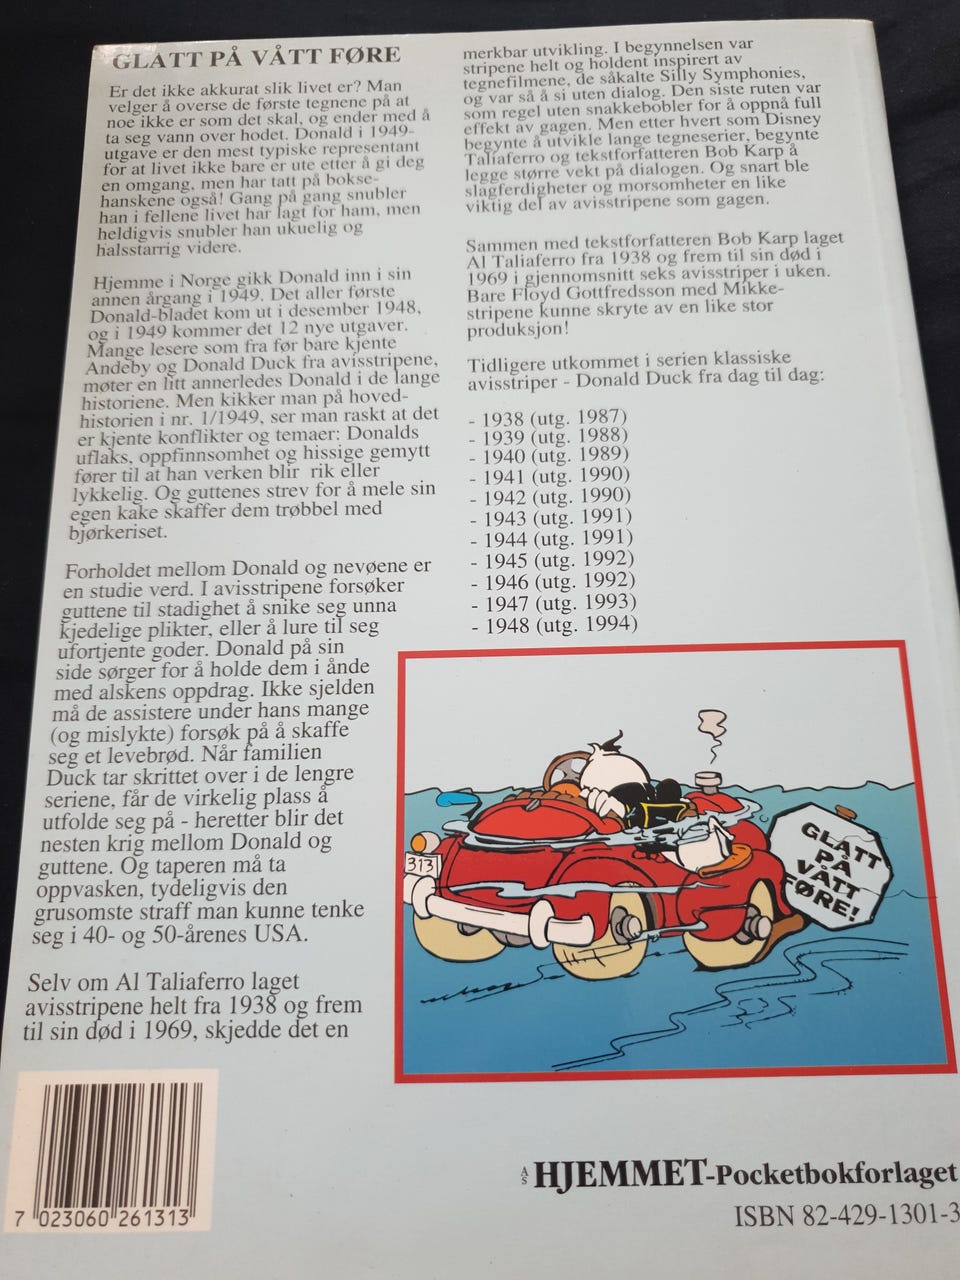 GLATT PÅ VÅTT FØRE
Er det ikke akkurat slik livet er? Man
velger å overse de første tegnene på at
noe ikke er som det skal, og ender med å
ta seg vann over hodet. Donald i 1949-
utgave er den mest typiske representant
for at livet ikke bare er ute etter å gi deg
en omgang, men har tatt på bokse-
hanskene også! Gang på gang snubler
han i fellene livet har lagt for ham, men
heldigvis snubler han ukuelig og
halsstarrig videre.
Hjemme i Norge gikk Donald inn i sin
annen årgang i 1949. Det aller første
Donald-bladet kom ut i desember 1948,
og i 1949 kommer det 12 nye utgaver.
Mange lesere som fra før bare kjente
Andeby og Donald Duck fra avisstripene,
møter en litt annerledes Donald i de lange
historiene. Men kikker man på hoved-
historien i nr. 1/1949, ser man raskt at det
er kjente konflikter og temaer: Donalds
uflaks, oppfinnsomhet og hissige gemytt
fører til at han verken blir rik eller
lykkelig. Og guttenes strev for å mele sin
egen kake skaffer dem trøbbel med
bjørkeriset.
Forholdet mellom Donald og nevøene er
en studie verd. I avisstripene forsøker
guttene til stadighet å snike seg unna
kjedelige plikter, eller å lure til seg
ufortjente goder. Donald på sin
side sørger for å holde dem i ånde
med alskens oppdrag. Ikke sjelden
må de assistere under hans mange
(og mislykte) forsøk på å skaffe
seg et levebrød. Når familien
Duck tar skrittet over i de lengre
seriene, får de virkelig plass å
utfolde seg på - heretter blir det
nesten krig mellom Donald og
guttene. Og taperen må ta
oppvasken, tydeligvis den
grusomste straff man kunne tenke
seg i 40- og 50-årenes USA.
Selv om Al Taliaferro laget
avisstripene helt fra 1938 og frem
til sin død i 1969, skjedde det en
merkbar utvikling. I begynnelsen var
stripene helt og holdent inspirert av
tegnefilmene, de såkalte Silly Symphonies,
og var så å si uten dialog. Den siste ruten var
som regel uten snakkebobler for å oppnå full
effekt av gagen. Men etter hvert som Disney
begynte å utvikle lange tegneserier, begynte
Taliaferro og tekstforfatteren Bob Karp å
legge større vekt på dialogen. Og snart ble
slagferdigheter og morsomheter en like
viktig del av avisstripene som gagen.
Sammen med tekstforfatteren Bob Karp laget
Al Taliaferro fra 1938 og frem til sin død i
1969 i gjennomsnitt seks avisstriper i uken.
Bare Floyd Gottfredsson med Mikke-
stripene kunne skryte av en like stor
produksjon!
Tidligere utkommet i serien klassiske
avisstriper - Donald Duck fra dag til dag:
- 1938 (utg. 1987)
- 1939 (utg. 1988)
- 1940 (utg. 1989)
- 1941 (utg. 1990)
- 1942 (utg. 1990)
- 1943 (utg. 1991)
- 1944 (utg. 1991)
- 1945 (utg. 1992)
- 1946 (utg. 1992)
- 1947 (utg. 1993)
- 1948 (utg. 1994)
313
GLATT
PÅ
VÅTT
FØRE!
7 023060 261313
A/S HJEMMET-Pocketbokforlaget
ISBN 82-429-1301-3